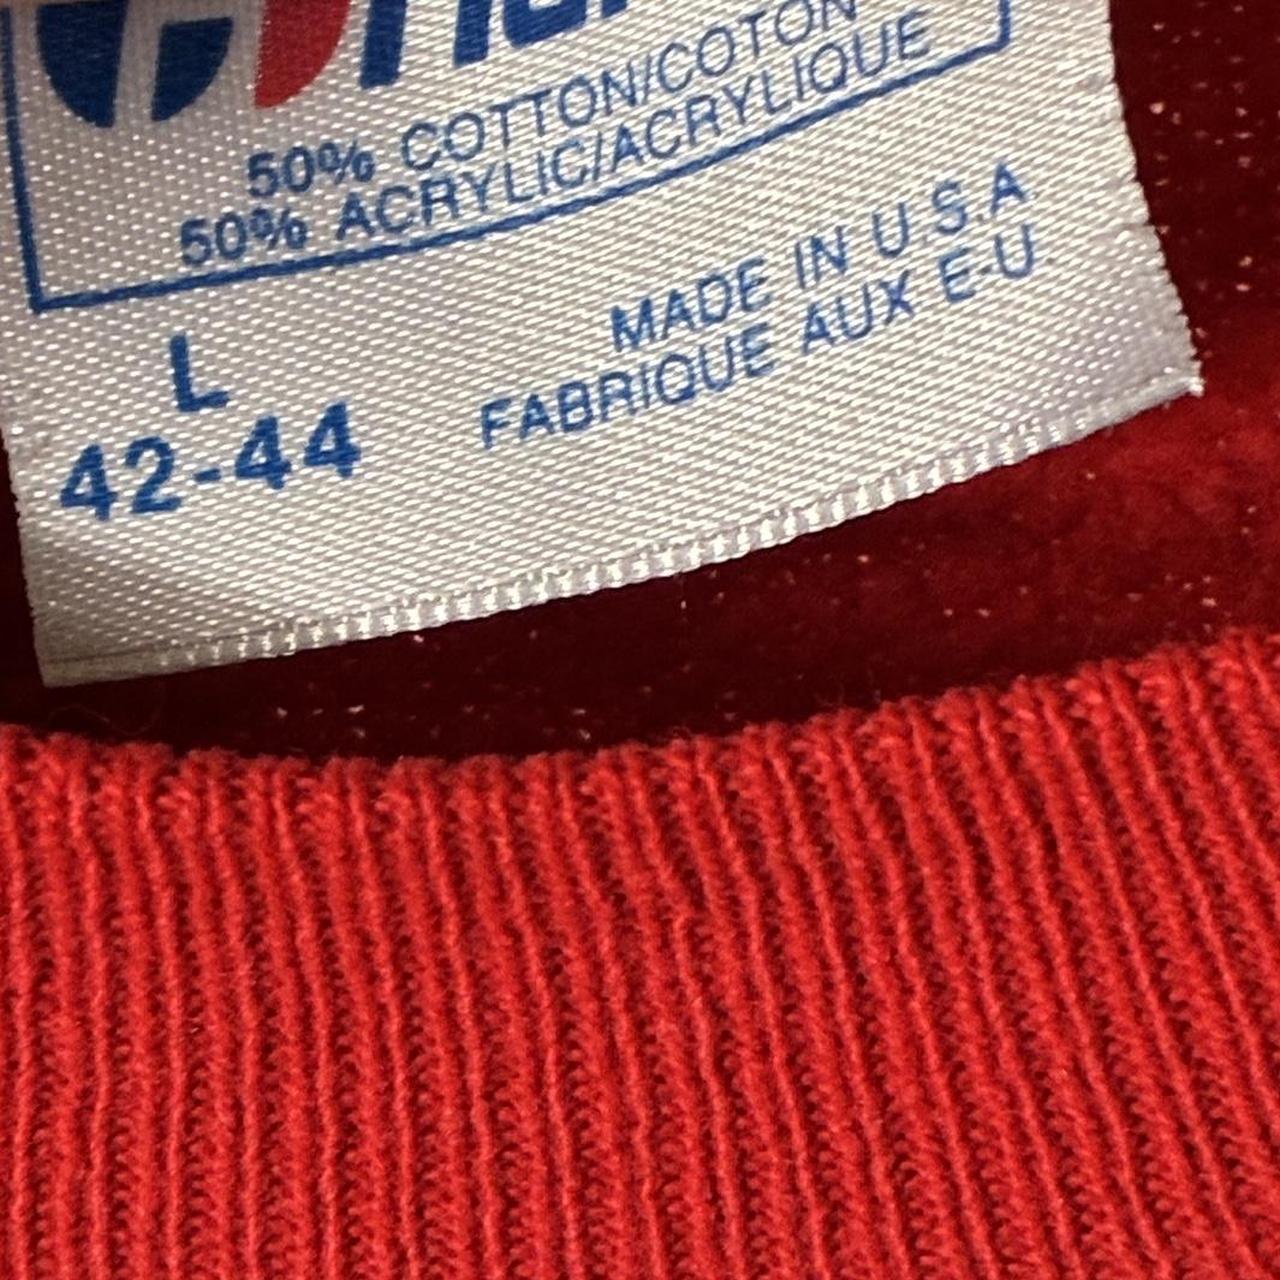 50% COTTON/COTON
50% ACRYLIC/ACRYLIQUE
L
42-44
MADE IN U.S.A
FABRIQUE AUX E-U.